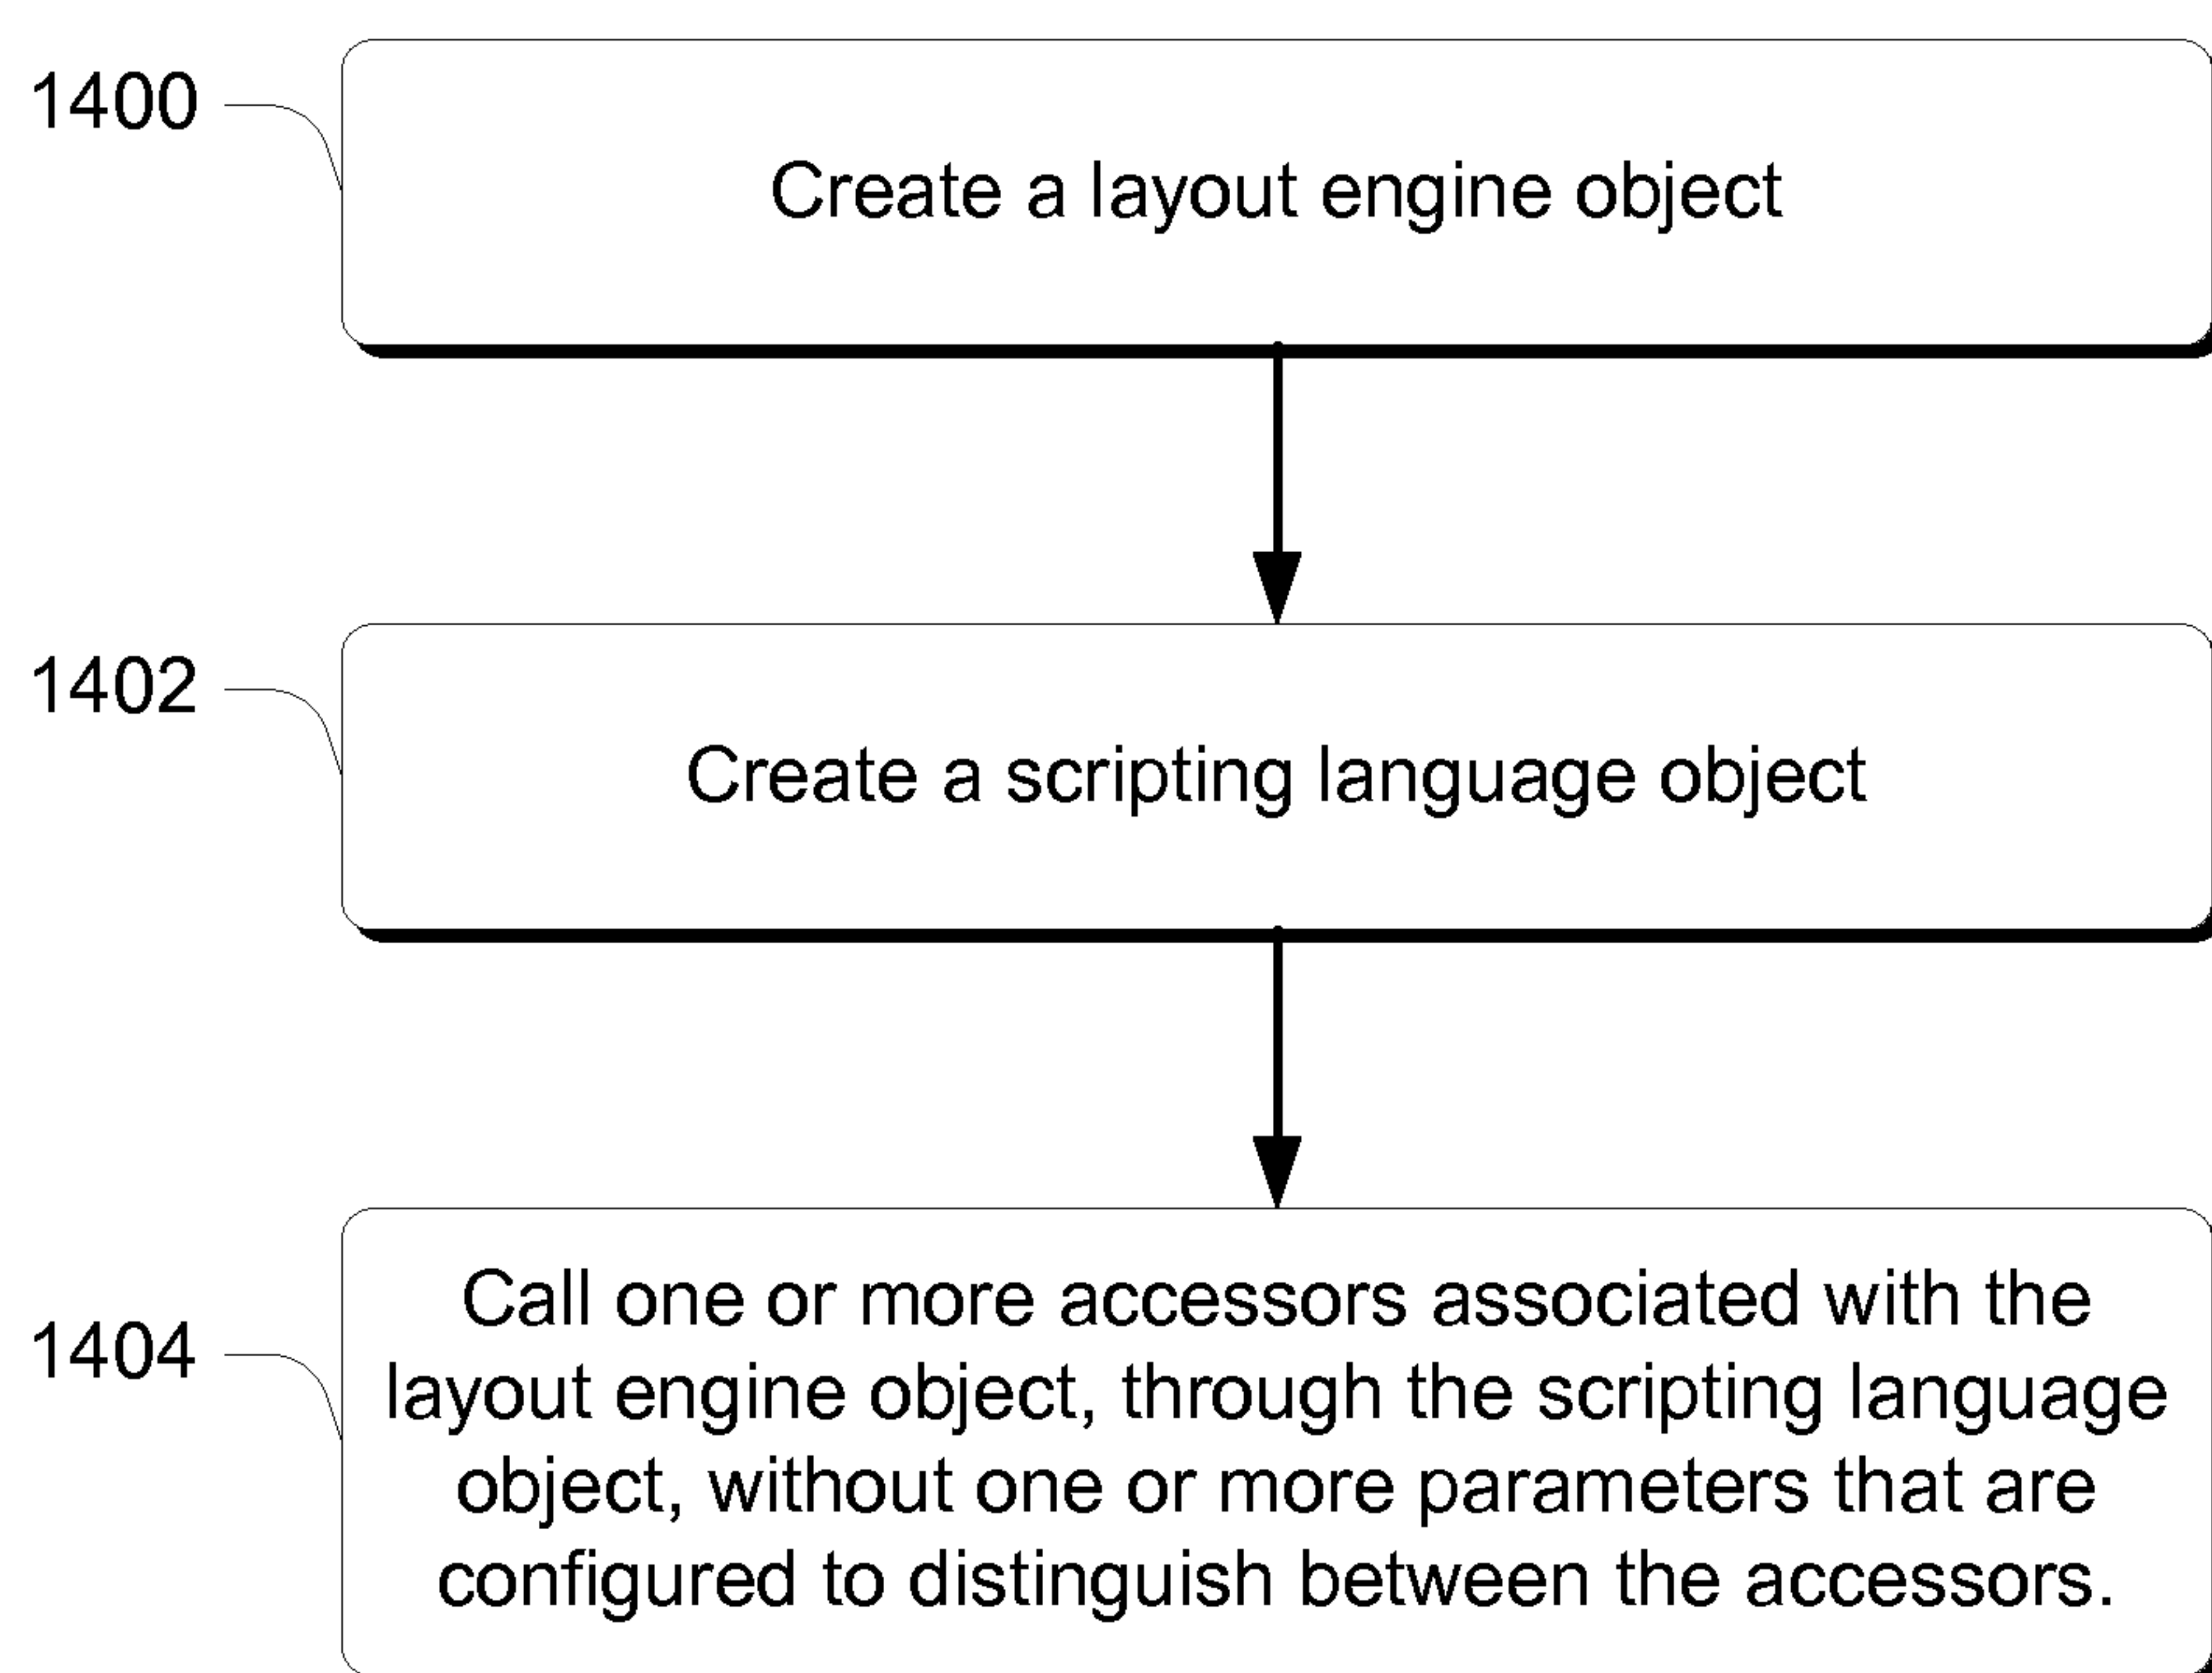 1400
Create a layout engine object
1402
Create a scripting language object
1404
Call one or more accessors associated with the
layout engine object, through the scripting language
object, without one or more parameters that are
configured to distinguish between the accessors.